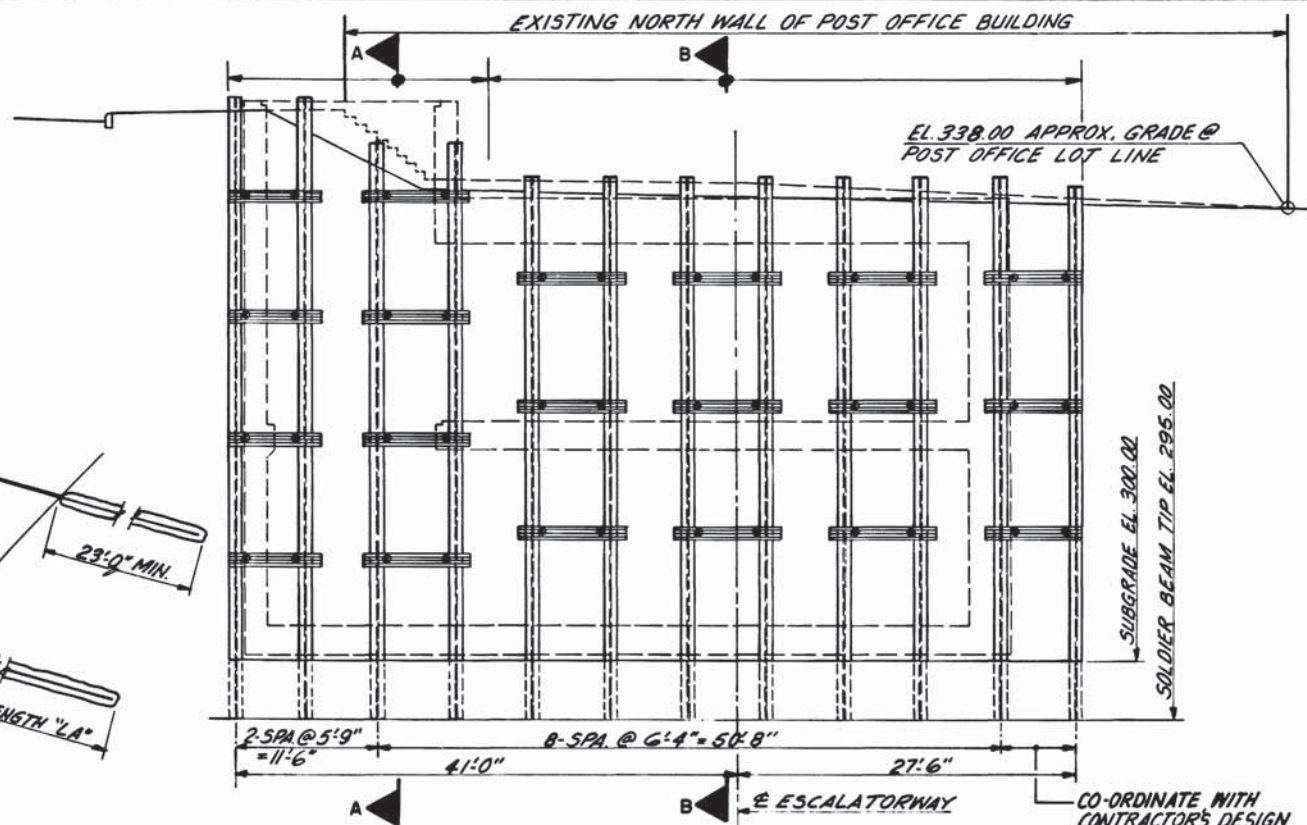 EXISTING NORTH WALL OF POST OFFICE BUILDING
A
B
EL. 338.00 APPROX. GRADE @
POST OFFICE LOT LINE
23'-0" MIN.
LENGTH "LA"
SUBGRADE EL. 300.00
SOLDIER BEAM TIP EL. 295.00
2-SPA. @ 5'-9"
= 11'-6"
8-SPA. @ 6'-4" = 50'-8"
41'-0"
27'-6"
A
B
℄ ESCALATORWAY
CO-ORDINATE WITH
CONTRACTOR'S DESIGN